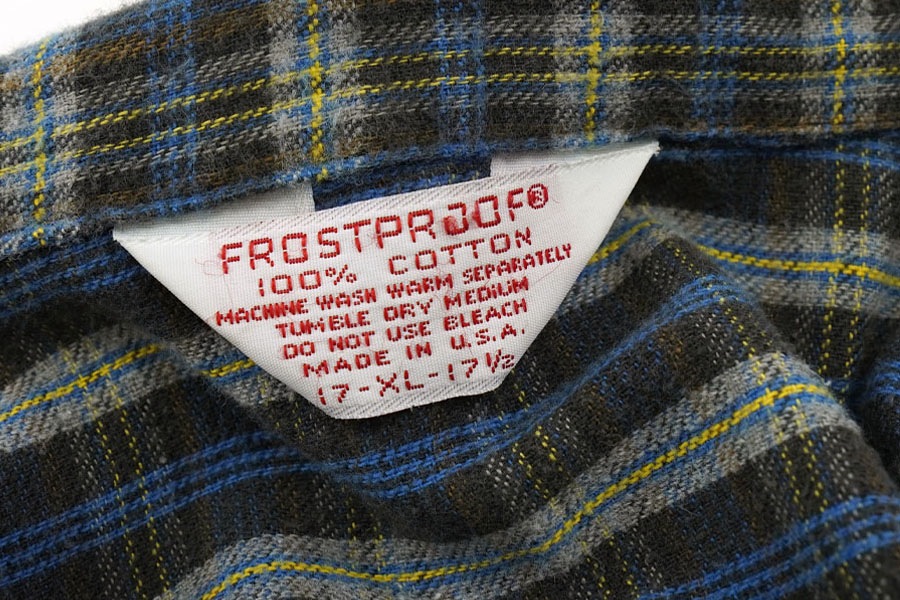 FROSTPROOF®
100% COTTON
MACHINE WASH WARM SEPARATELY
TUMBLE DRY MEDIUM
DO NOT USE BLEACH
MADE IN U.S.A.
17-XL-17½